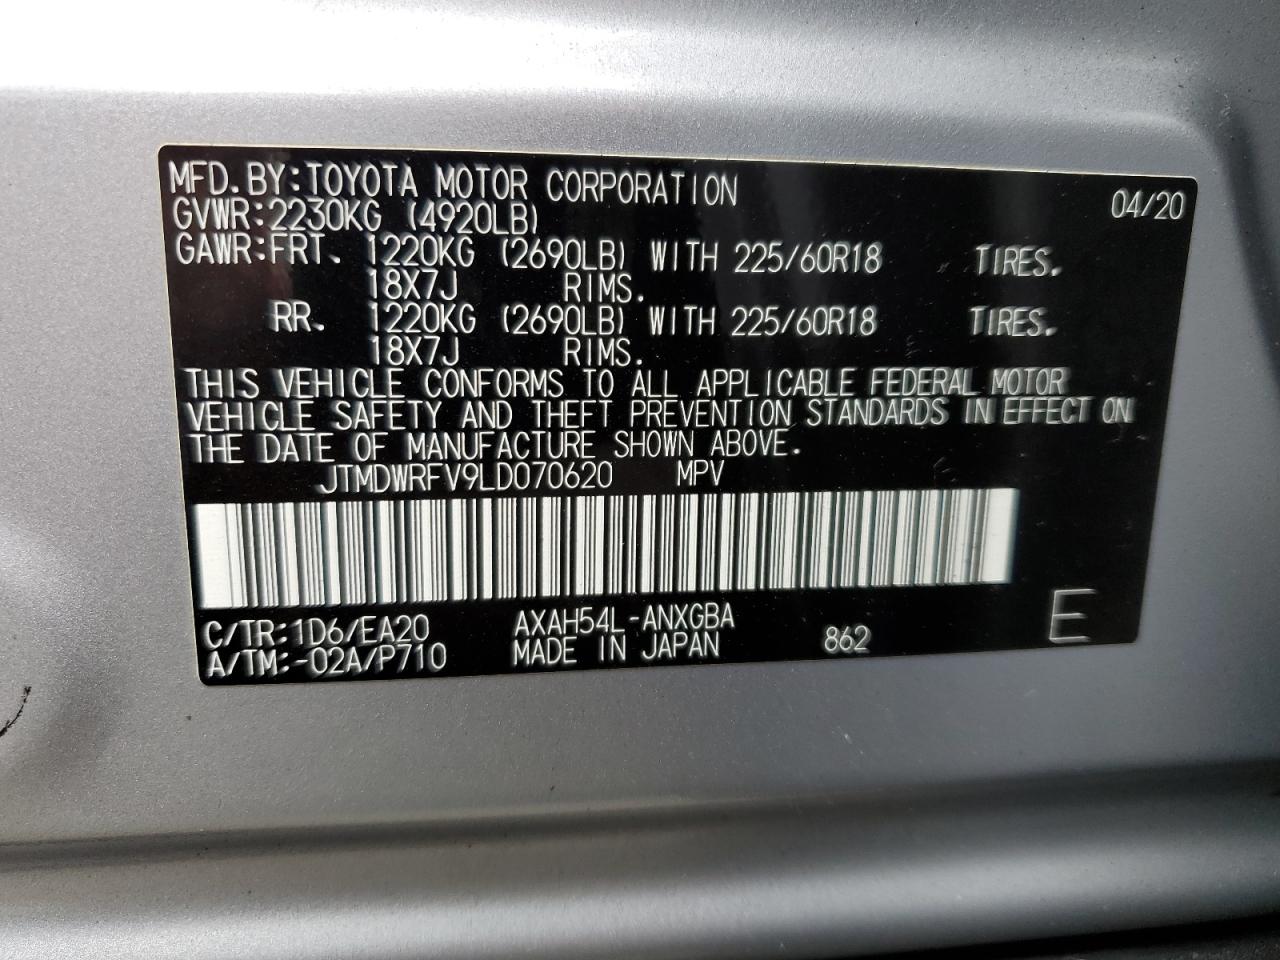 MFD.BY:TOYOTA MOTOR CORPORATION 04/20
GVWR:2230KG (4920LB)
GAWR:FRT. 1220KG (2690LB) WITH 225/60R18 TIRES.
18X7J RIMS.
RR. 1220KG (2690LB) WITH 225/60R18 TIRES.
18X7J RIMS.
THIS VEHICLE CONFORMS TO ALL APPLICABLE FEDERAL MOTOR
VEHICLE SAFETY AND THEFT PREVENTION STANDARDS IN EFFECT ON
THE DATE OF MANUFACTURE SHOWN ABOVE.
JTMDWRFV9LD070620 MPV
C/TR:1D6/EA20 AXAH54L-ANXGBA
A/TM:-02A/P710 MADE IN JAPAN 862 E